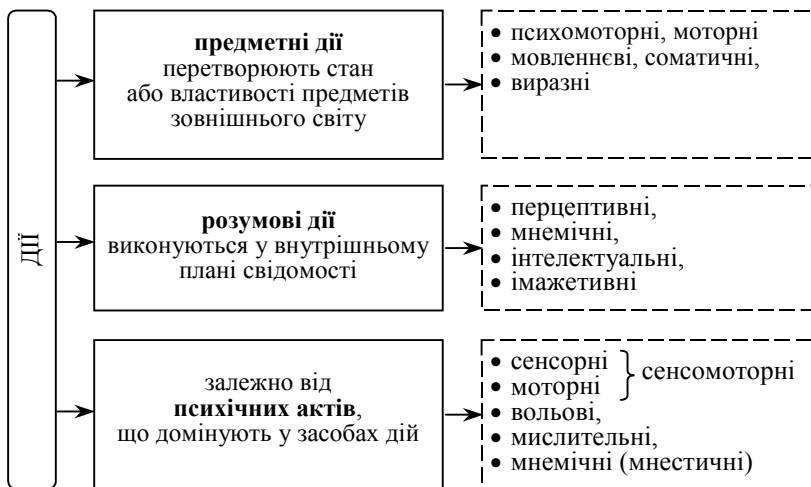 ДІЇ
предметні дії
перетворюють стан
або властивості предметів
зовнішнього світу
• психомоторні, моторні
• мовленнєві, соматичні,
• виразні
розумові дії
виконуються у внутрішньому
плані свідомості
• перцептивні,
• мнемічні,
• інтелектуальні,
• імажетивні
залежно від
психічних актів,
що домінують у засобах дій
• сенсорні
• моторні
сенсомоторні
• вольові,
• мислительні,
• мнемічні (мнестичні)